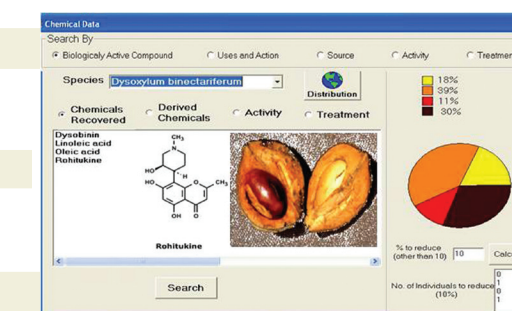 Chemical Data
Search By
Biologicaly Active Compound
Uses and Action
Source
Activity
Treatmen
Species
Dysoxylum binectariferum
Distribution
Chemicals
Recovered
Derived
Chemicals
Activity
Treatment
Dysobinin
Linoleic acid
Oleic acid
Rohitukine
CH3
N
HO
H
HO
O
CH3
OH
O
Rohitukine
Search
18%
39%
11%
30%
% to reduce
(other than 10)
10
Calc
No. of Individuals to reduce
(10%)
0
1
0
1